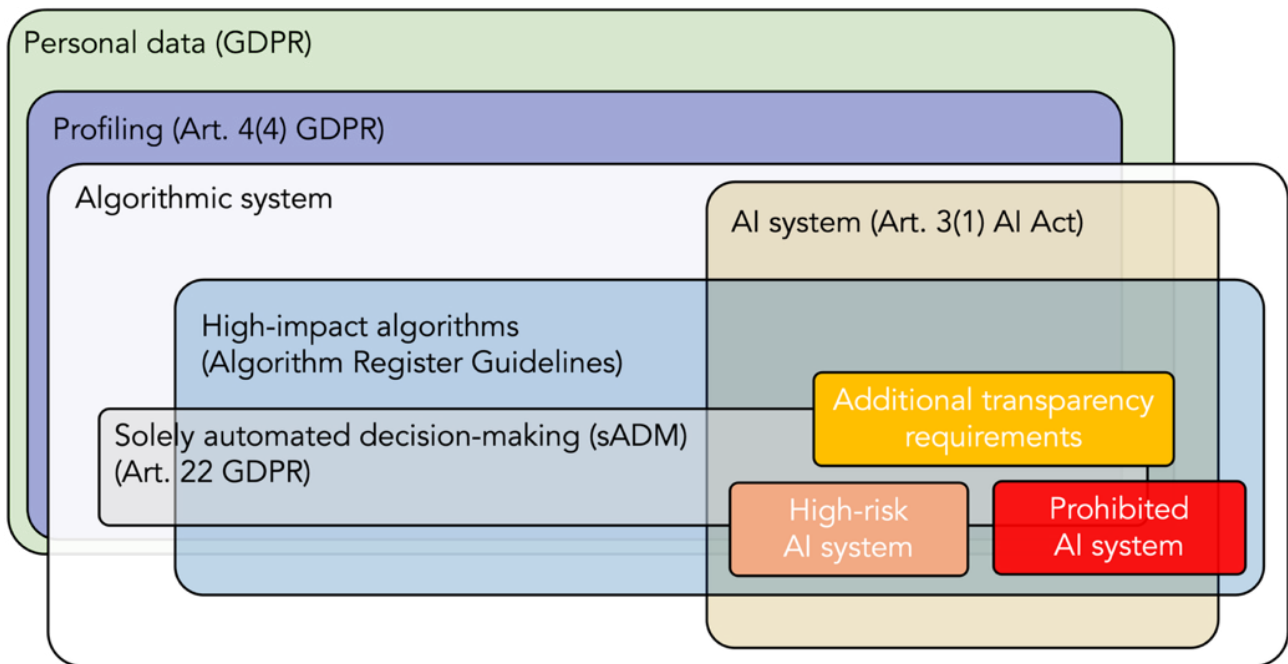 Personal data (GDPR)
Profiling (Art. 4(4) GDPR)
Algorithmic system
AI system (Art. 3(1) AI Act)
High-impact algorithms
(Algorithm Register Guidelines)
Additional transparency
requirements
Solely automated decision-making (sADM)
(Art. 22 GDPR)
High-risk
AI system
Prohibited
AI system